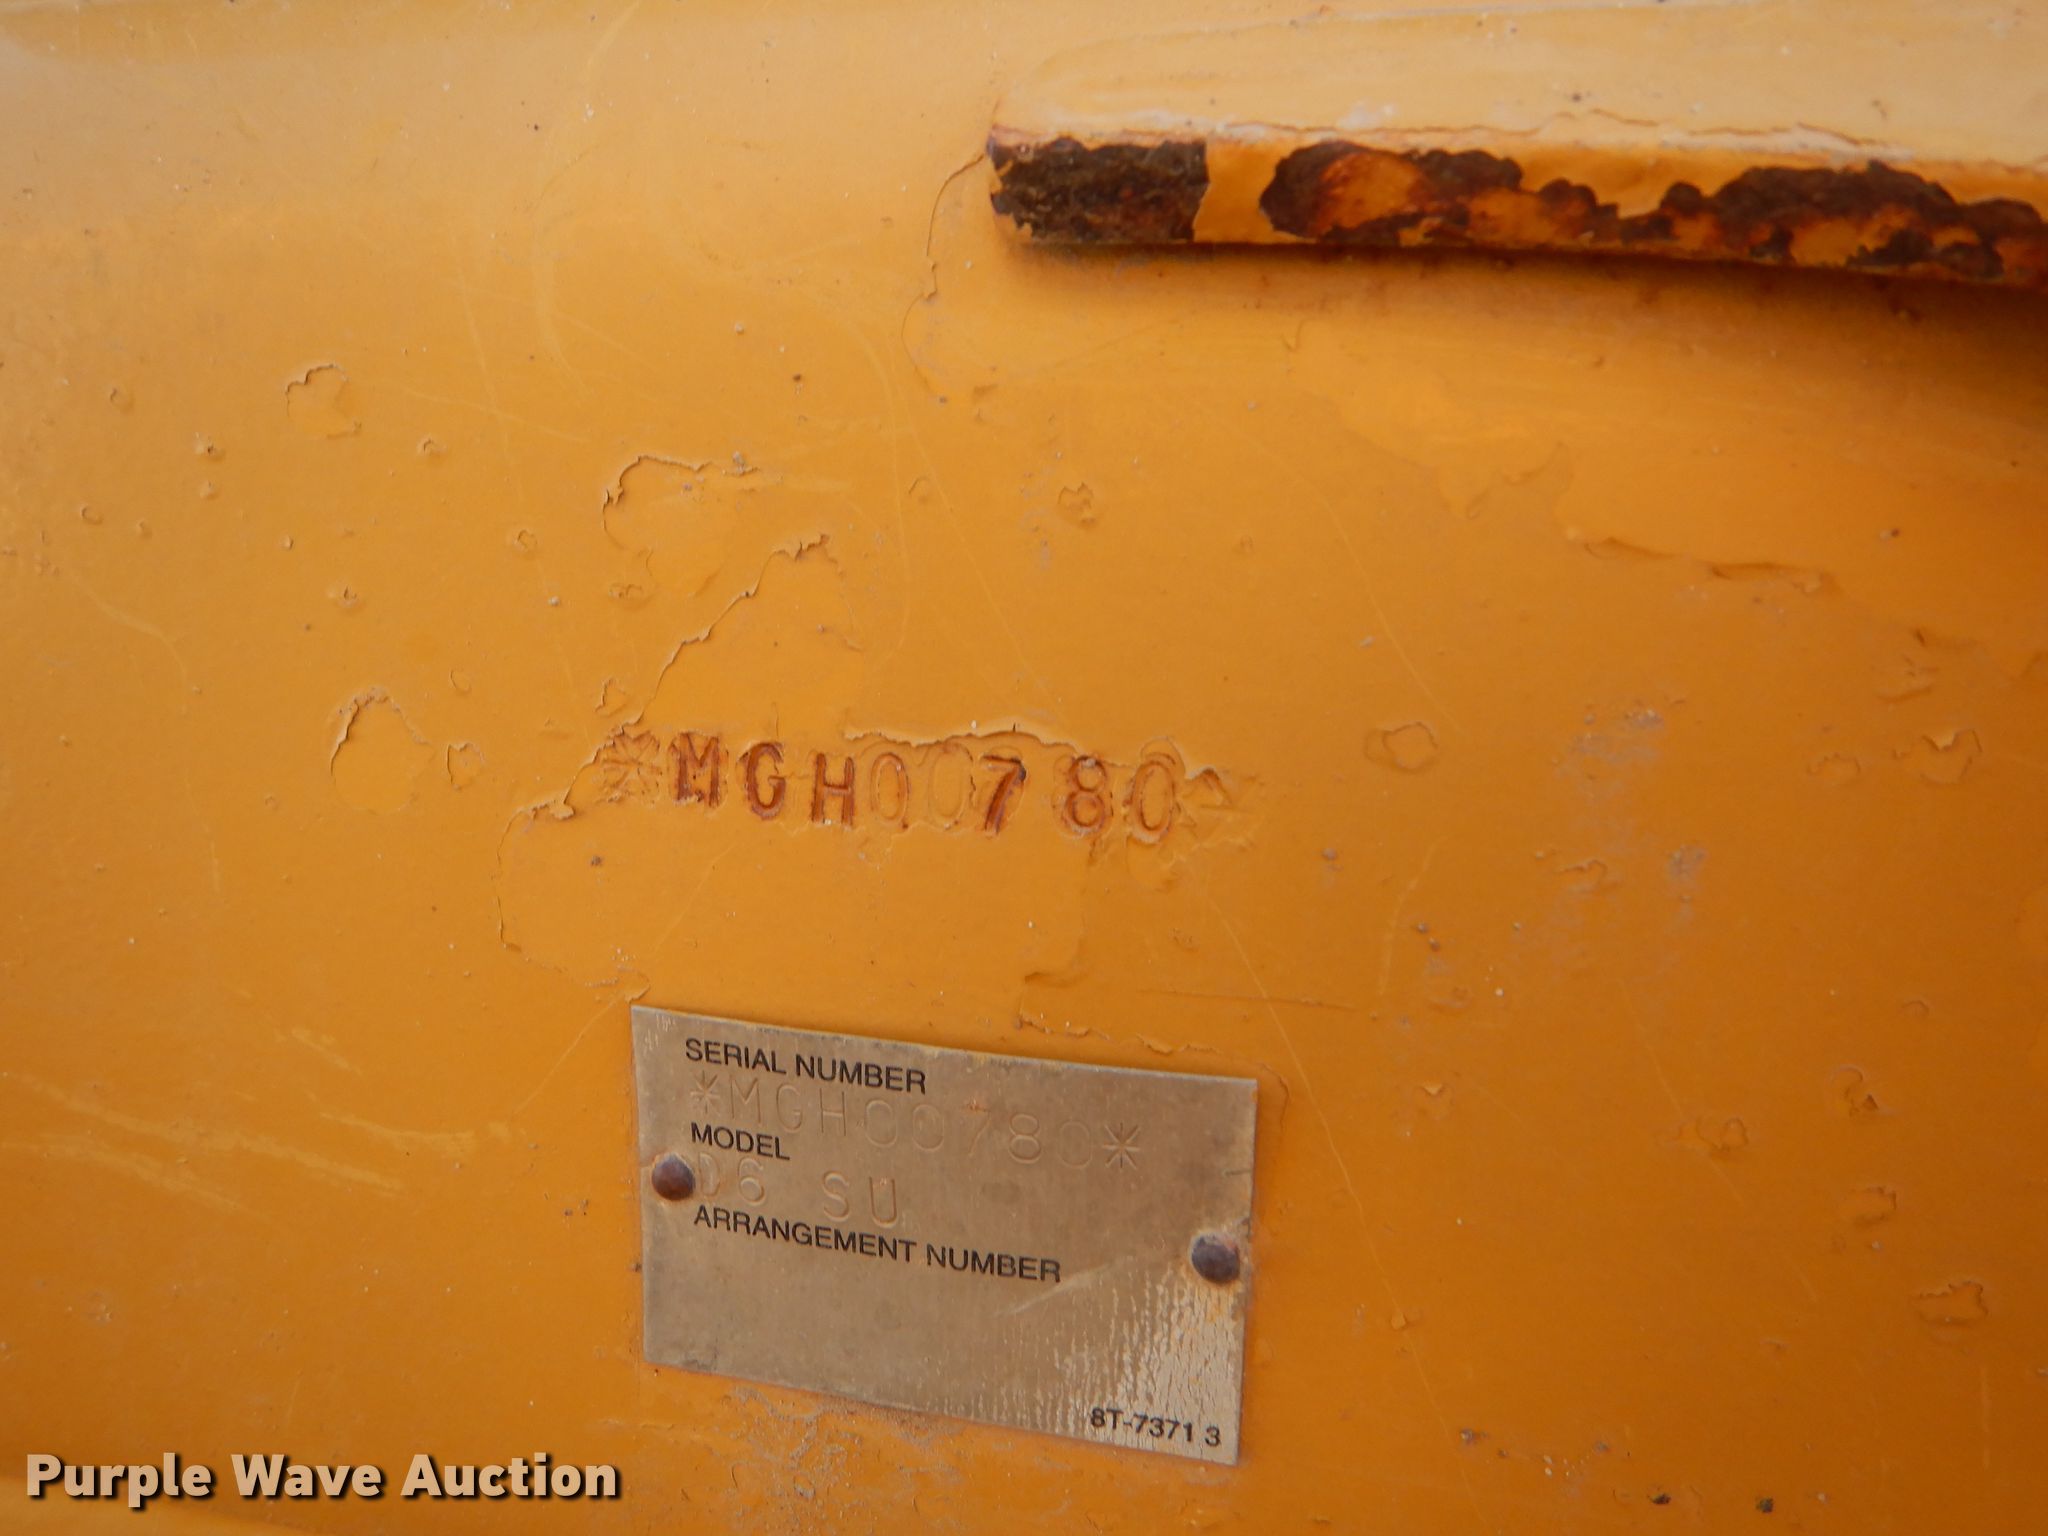 *MGH00780*
SERIAL NUMBER
*MGH00780*
MODEL
D6 SU
ARRANGEMENT NUMBER
8T-7371 3
Purple Wave Auction